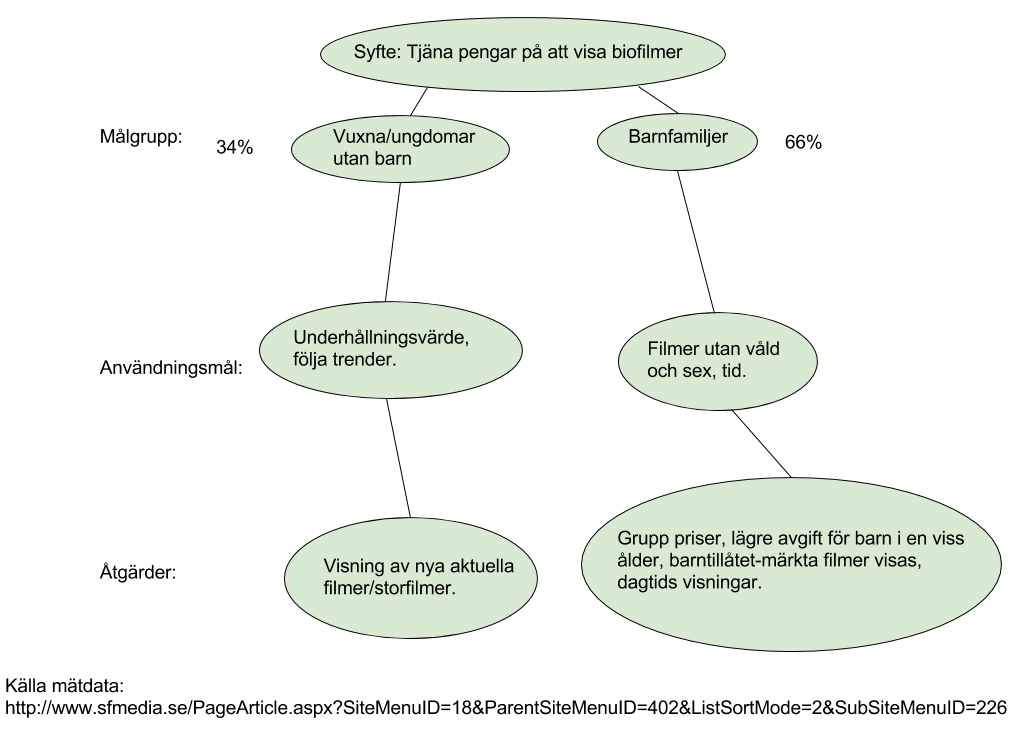 Syfte: Tjäna pengar på att visa biofilmer
Målgrupp:
34%
Vuxna/ungdomar
utan barn
Barnfamiljer
66%
Användningsmål:
Underhållningsvärde,
följa trender.
Filmer utan våld
och sex, tid.
Åtgärder:
Visning av nya aktuella
filmer/storfilmer.
Grupp priser, lägre avgift för barn i en viss
ålder, barntillåtet-märkta filmer visas,
dagtids visningar.
Källa mätdata:
http://www.sfmedia.se/PageArticle.aspx?SiteMenuID=18&ParentSiteMenuID=402&ListSortMode=2&SubSiteMenuID=226